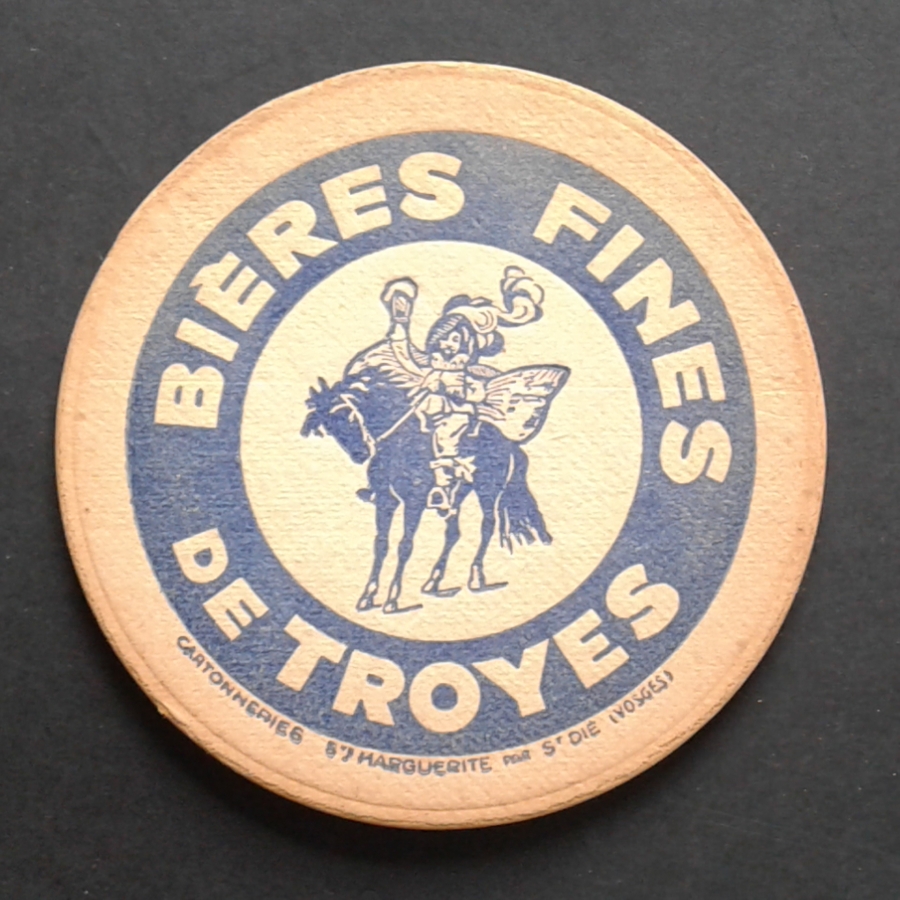 BIÈRES FINES
DE TROYES
CARTONNERIES Ste MARGUERITE PAR St DIÉ (VOSGES)